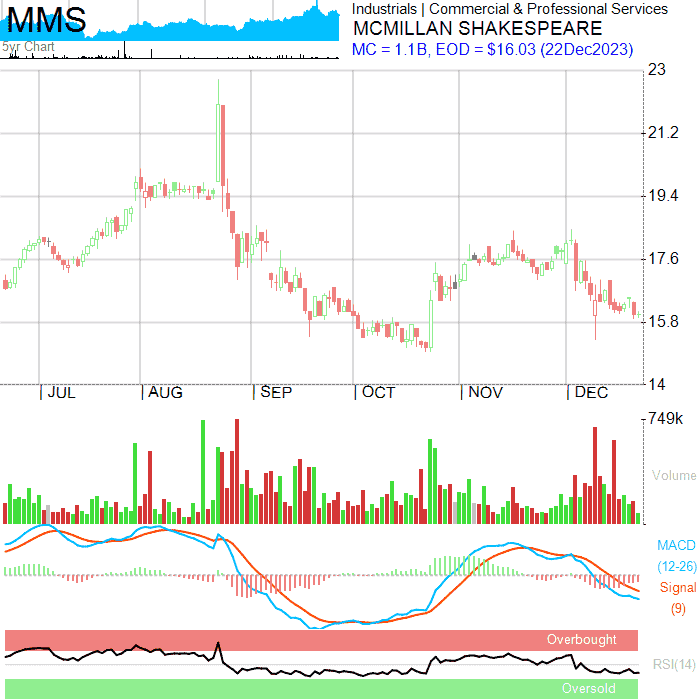 MMS
5yr Chart
Industrials | Commercial & Professional Services
MCMILLAN SHAKESPEARE
MC = 1.1B, EOD = $16.03 (22Dec2023)
23
21.2
19.4
17.6
15.8
14
| JUL | AUG | SEP | OCT | NOV | DEC
749k
Volume
MACD
(12-26)
Signal
(9)
Overbought
RSI(14)
Oversold